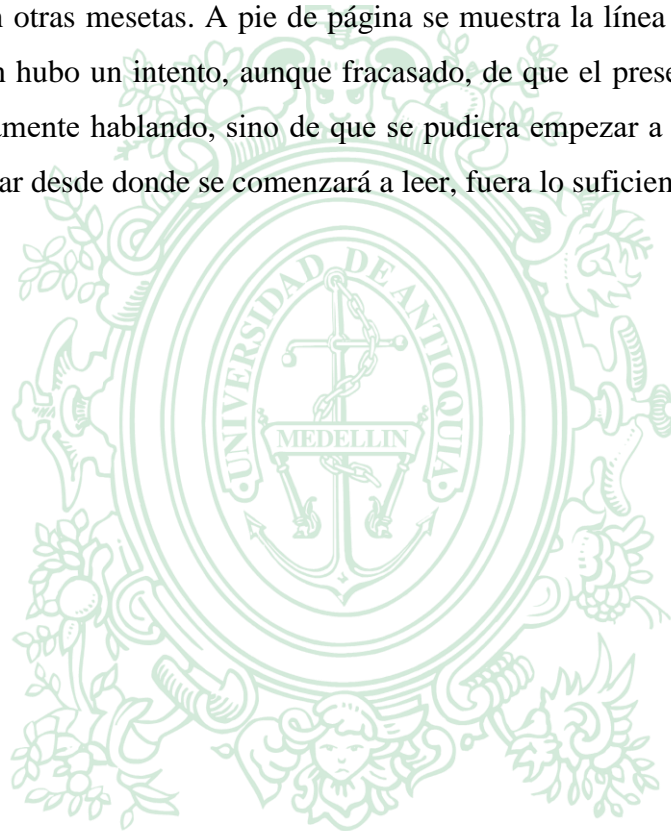 n otras mesetas. A pie de página se muestra la línea
n hubo un intento, aunque fracasado, de que el prese
amente hablando, sino de que se pudiera empezar a
ar desde donde se comenzará a leer, fuera lo suficien
UNIVERSIDAD DE ANTIOQUIA
MEDELLIN